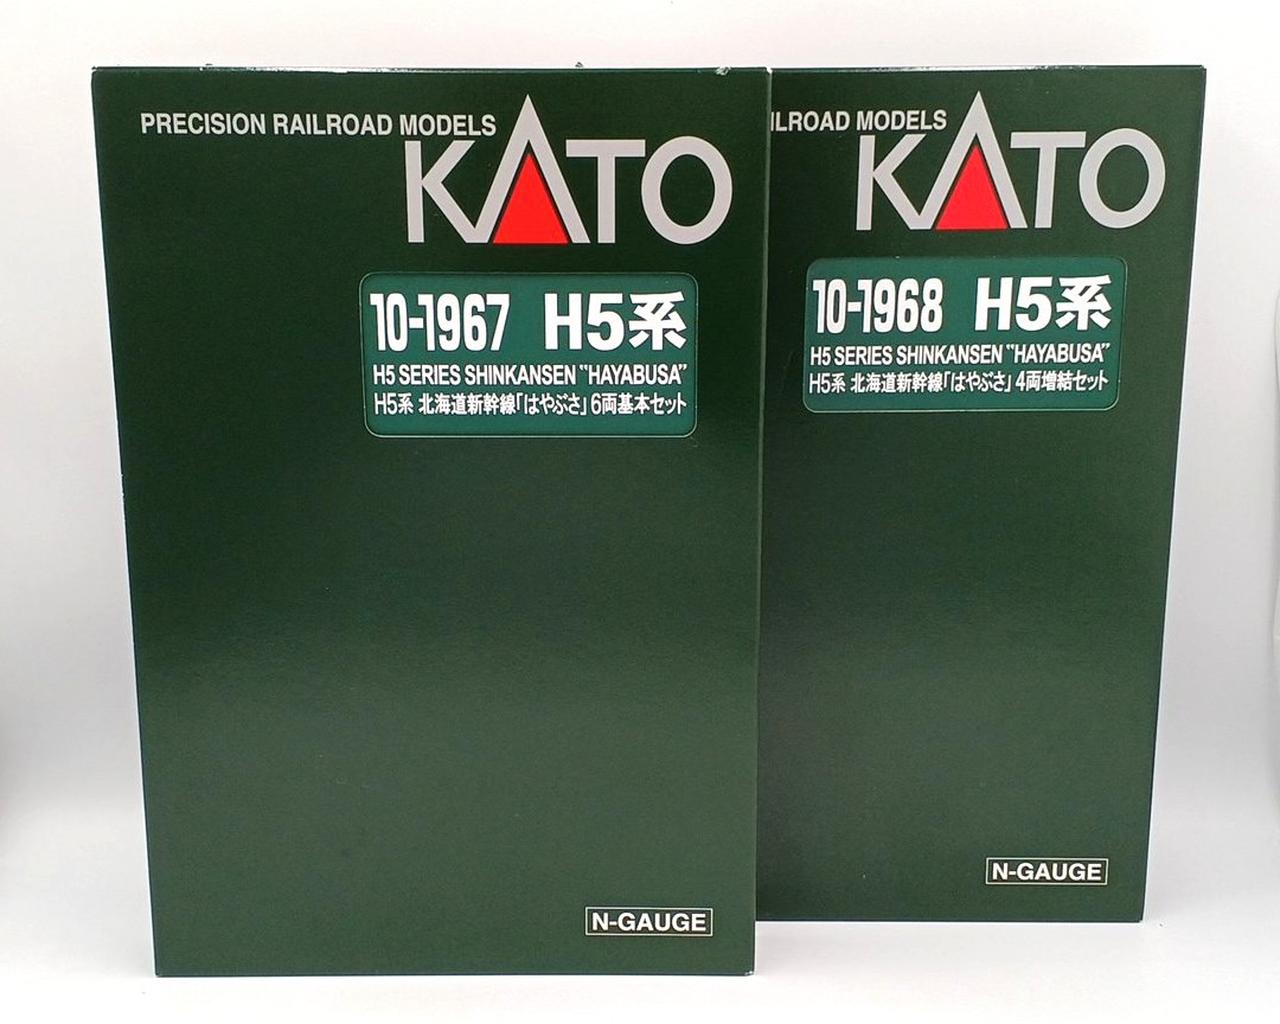 PRECISION RAILROAD MODELS
KATO
10-1967 H5系
H5 SERIES SHINKANSEN "HAYABUSA"
H5系 北海道新幹線「はやぶさ」6両基本セット
N-GAUGE
ILROAD MODELS
KATO
10-1968 H5系
H5 SERIES SHINKANSEN "HAYABUSA"
H5系 北海道新幹線「はやぶさ」4両増結セット
N-GAUGE